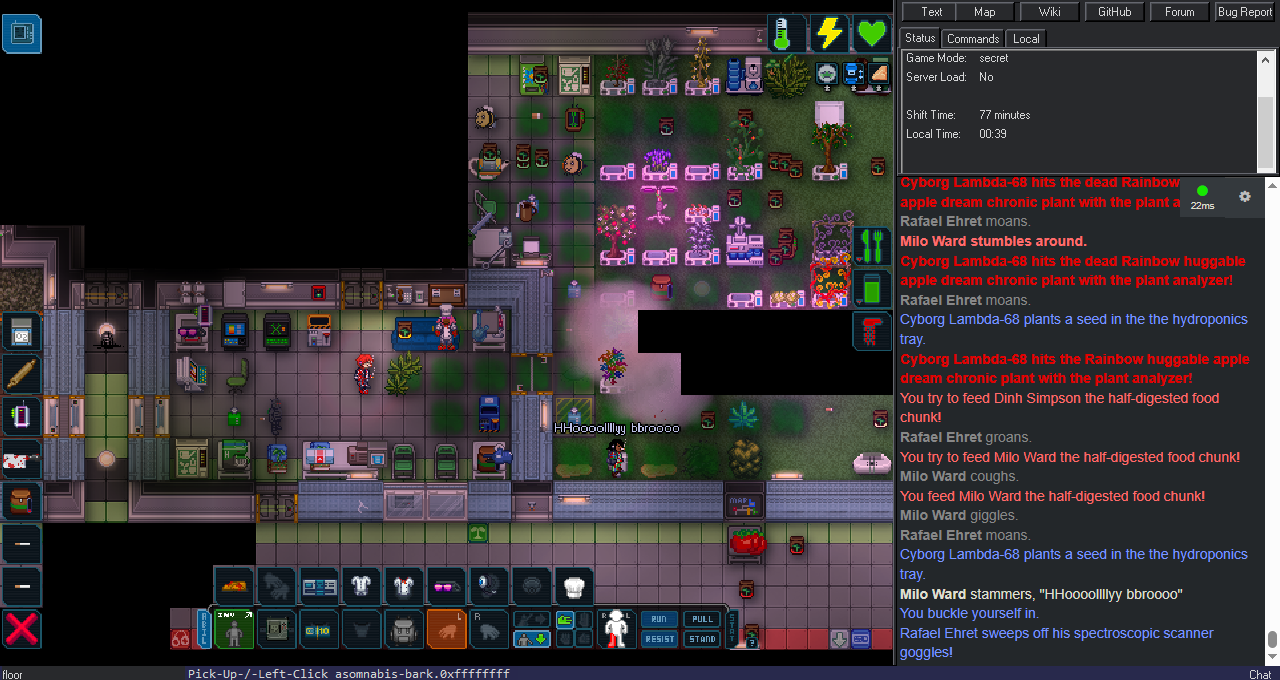 Text
Map
Wiki
GitHub
Forum
Bug Report
Status
Commands
Local
Game Mode: secret
Server Load: No
Shift Time: 77 minutes
Local Time: 00:39
22ms
Cyborg Lambda-68 hits the dead Rainbow
apple dream chronic plant with the plant a
Rafael Ehret moans.
Milo Ward stumbles around.
Cyborg Lambda-68 hits the dead Rainbow huggable
apple dream chronic plant with the plant analyzer!
Rafael Ehret moans.
Cyborg Lambda-68 plants a seed in the the hydroponics
tray.
Cyborg Lambda-68 hits the Rainbow huggable apple
dream chronic plant with the plant analyzer!
You try to feed Dinh Simpson the half-digested food
chunk!
Rafael Ehret groans.
You try to feed Milo Ward the half-digested food chunk!
Milo Ward coughs.
You feed Milo Ward the half-digested food chunk!
Milo Ward giggles.
Rafael Ehret moans.
Cyborg Lambda-68 plants a seed in the the hydroponics
tray.
Milo Ward stammers, "HHoooollllyy bbroooo"
You buckle yourself in.
Rafael Ehret sweeps off his spectroscopic scanner
goggles!
HHoooollllyy bbroooo
INV
L
R
RUN
PULL
RESIST
STAND
floor
Pick-Up-/-Left-Click asomnabis-bark.0xffffffff
Chat